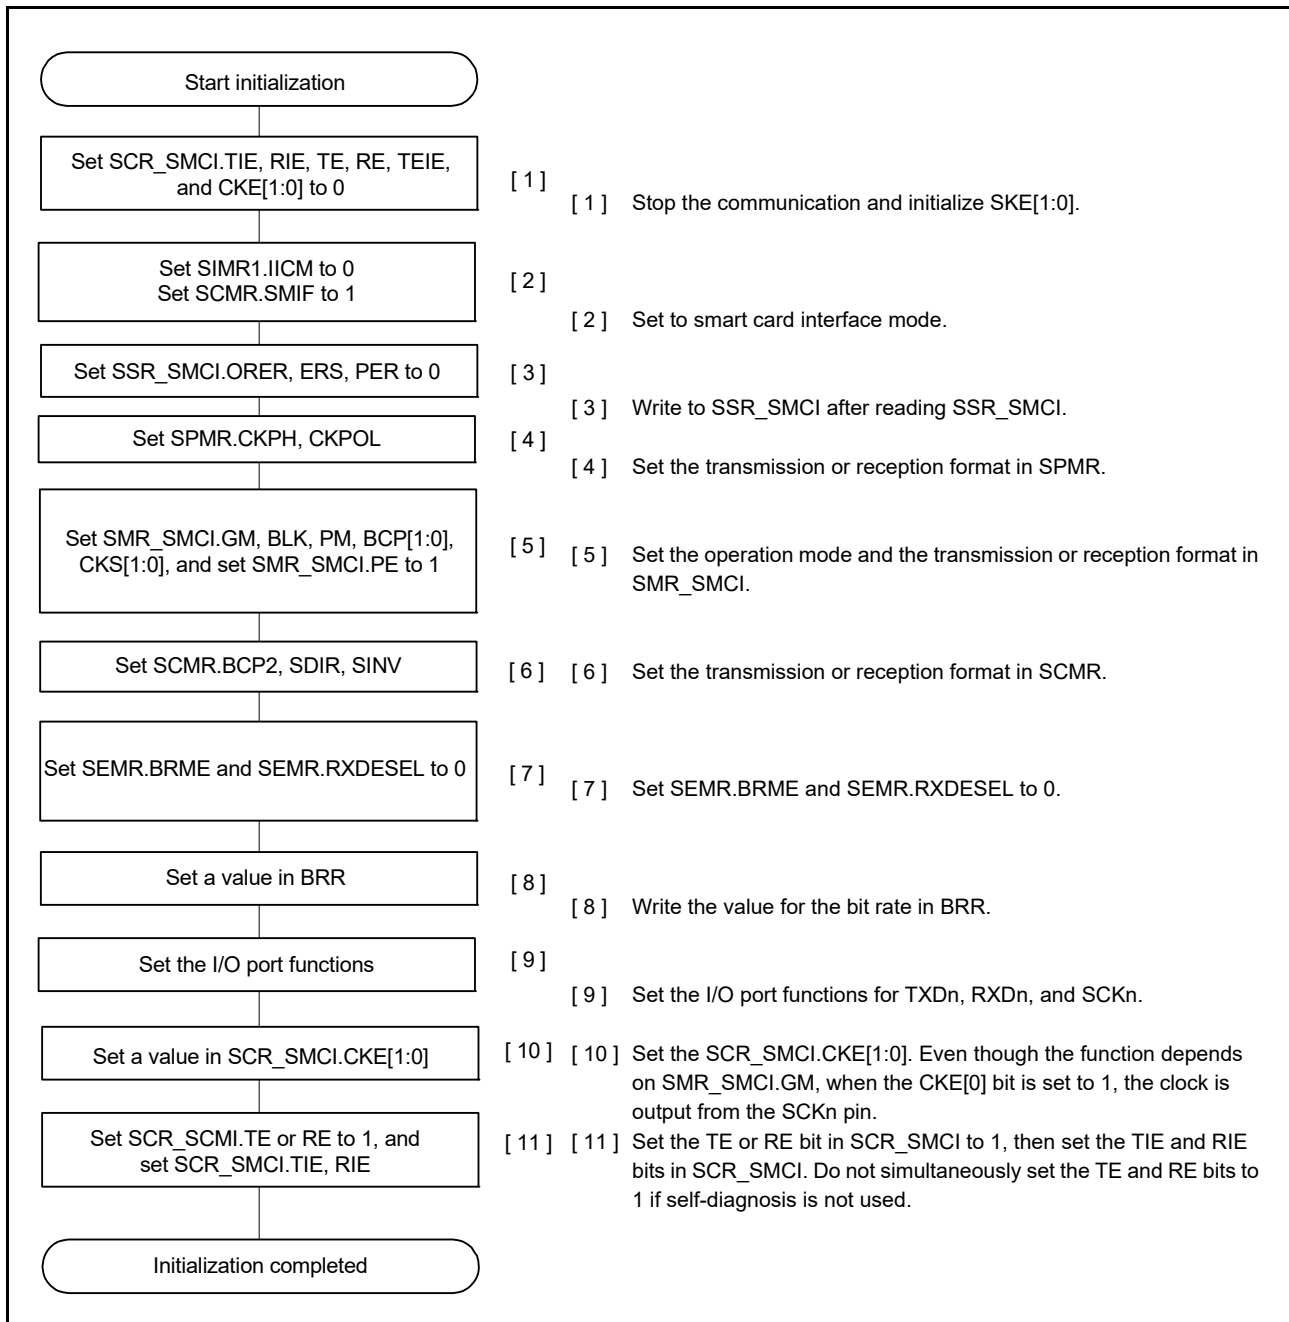 Start initialization
Set SCR_SMCI.TIE, RIE, TE, RE, TEIE,
and CKE[1:0] to 0
[ 1 ]
[ 1 ] Stop the communication and initialize SKE[1:0].
Set SIMR1.IICM to 0
Set SCMR.SMIF to 1
[ 2 ]
[ 2 ] Set to smart card interface mode.
Set SSR_SMCI.ORER, ERS, PER to 0
[ 3 ]
[ 3 ] Write to SSR_SMCI after reading SSR_SMCI.
Set SPMR.CKPH, CKPOL
[ 4 ]
[ 4 ] Set the transmission or reception format in SPMR.
Set SMR_SMCI.GM, BLK, PM, BCP[1:0],
CKS[1:0], and set SMR_SMCI.PE to 1
[ 5 ]
[ 5 ] Set the operation mode and the transmission or reception format in
SMR_SMCI.
Set SCMR.BCP2, SDIR, SINV
[ 6 ]
[ 6 ] Set the transmission or reception format in SCMR.
Set SEMR.BRME and SEMR.RXDESEL to 0
[ 7 ]
[ 7 ] Set SEMR.BRME and SEMR.RXDESEL to 0.
Set a value in BRR
[ 8 ]
[ 8 ] Write the value for the bit rate in BRR.
Set the I/O port functions
[ 9 ]
[ 9 ] Set the I/O port functions for TXDn, RXDn, and SCKn.
Set a value in SCR_SMCI.CKE[1:0]
[ 10 ]
[ 10 ] Set the SCR_SMCI.CKE[1:0]. Even though the function depends
on SMR_SMCI.GM, when the CKE[0] bit is set to 1, the clock is
output from the SCKn pin.
Set SCR_SCMI.TE or RE to 1, and
set SCR_SMCI.TIE, RIE
[ 11 ]
[ 11 ] Set the TE or RE bit in SCR_SMCI to 1, then set the TIE and RIE
bits in SCR_SMCI. Do not simultaneously set the TE and RE bits to
1 if self-diagnosis is not used.
Initialization completed